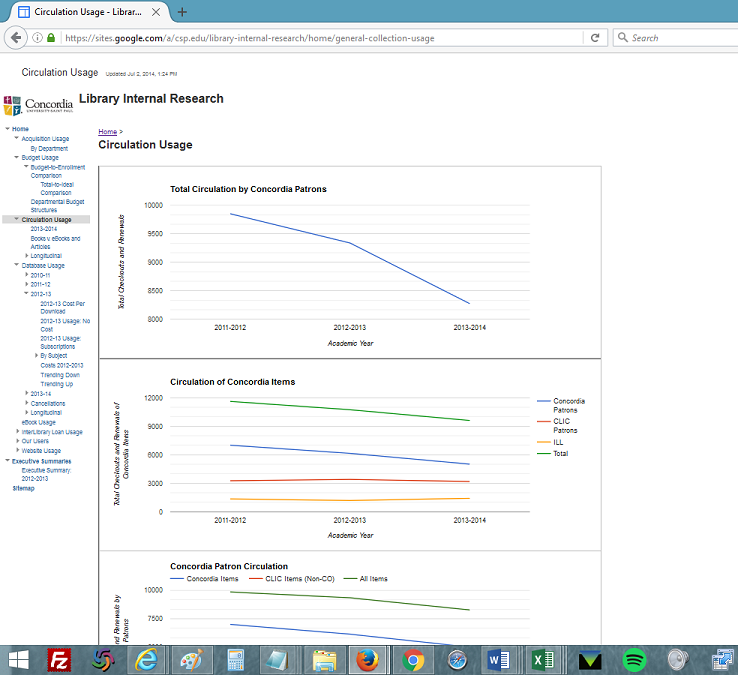 Circulation Usage - Librar...
https://sites.google.com/a/csp.edu/library-internal-research/home/general-collection-usage
Search
Circulation Usage Updated Jul 2, 2014, 1:24 PM
Concordia
UNIVERSITY·SAINT PAUL
Library Internal Research
Home
Acquisition Usage
By Department
Budget Usage
Budget-to-Enrollment
Comparison
Total-to-Ideal
Comparison
Departmental Budget
Structures
Circulation Usage
2013-2014
Books v eBooks and
Articles
Longitudinal
Database Usage
2010-11
2011-12
2012-13
2012-13 Cost Per
Download
2012-13 Usage: No
Cost
2012-13 Usage:
Subscriptions
By Subject
Costs 2012-2013
Trending Down
Trending Up
2013-14
Cancellations
Longitudinal
eBook Usage
InterLibrary Loan Usage
Our Users
Website Usage
Executive Summaries
Executive Summary:
2012-2013
Sitemap
Home >
Circulation Usage
Total Circulation by Concordia Patrons
Total Checkouts and Renewals
10000
9500
9000
8500
8000
2011-2012 2012-2013 2013-2014
Academic Year
Circulation of Concordia Items
Total Checkouts and Renewals of
Concordia Items
12000
9000
6000
3000
0
2011-2012 2012-2013 2013-2014
Academic Year
Concordia
Patrons
CLIC
Patrons
ILL
Total
Concordia Patron Circulation
Concordia Items CLIC Items (Non-CO) All Items
10000
7500
nd Renewals by
Patrons